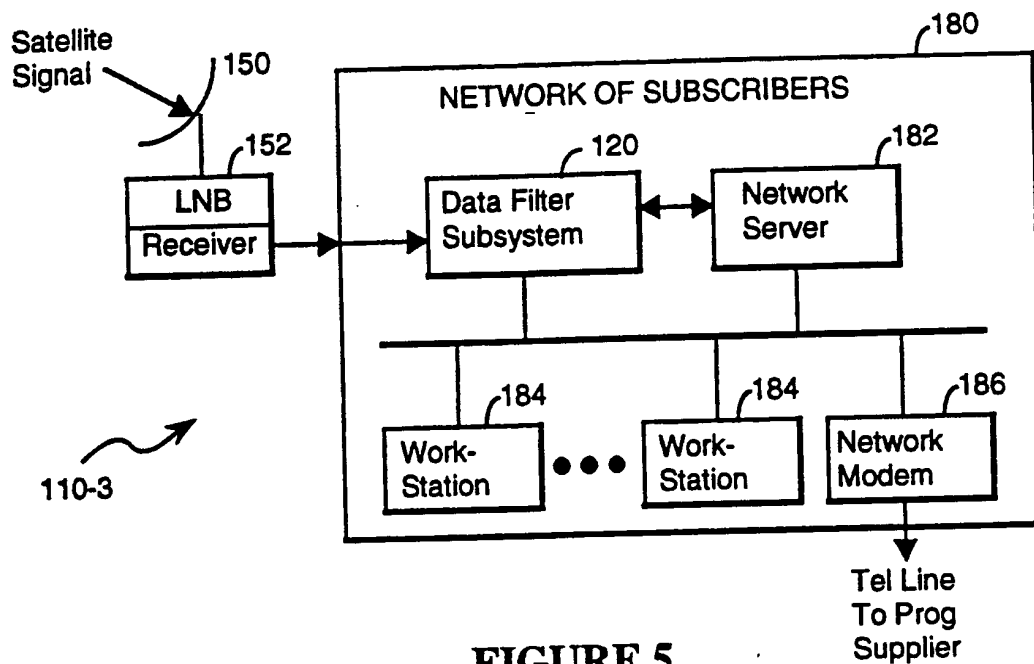 Satellite
Signal
150
152
LNB
Receiver
180
NETWORK OF SUBSCRIBERS
120
Data Filter
Subsystem
182
Network
Server
184
Work-
Station
184
Work-
Station
186
Network
Modem
110-3
Tel Line
To Prog
Supplier
FIGURE 5